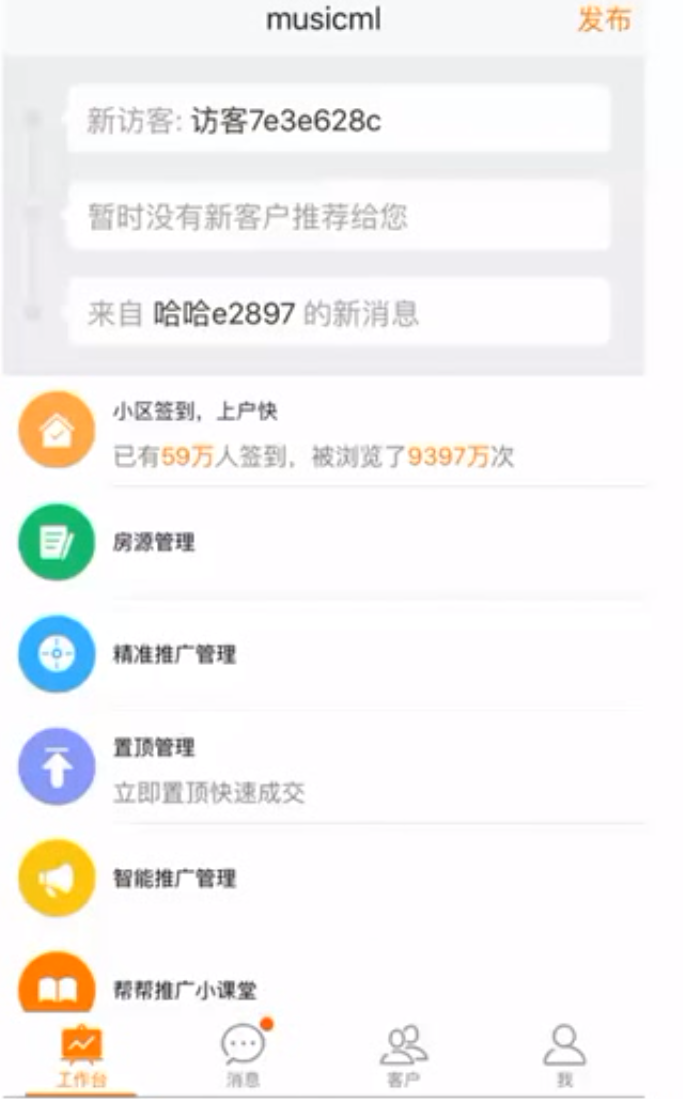 musicml
发布
新访客: 访客7e3e628c
暂时没有新客户推荐给您
来自 哈哈e2897 的新消息
小区签到，上户快
已有59万人签到，被浏览了9397万次
房源管理
精准推广管理
置顶管理
立即置顶快速成交
智能推广管理
帮帮推广小课堂
工作台
消息
客户
我